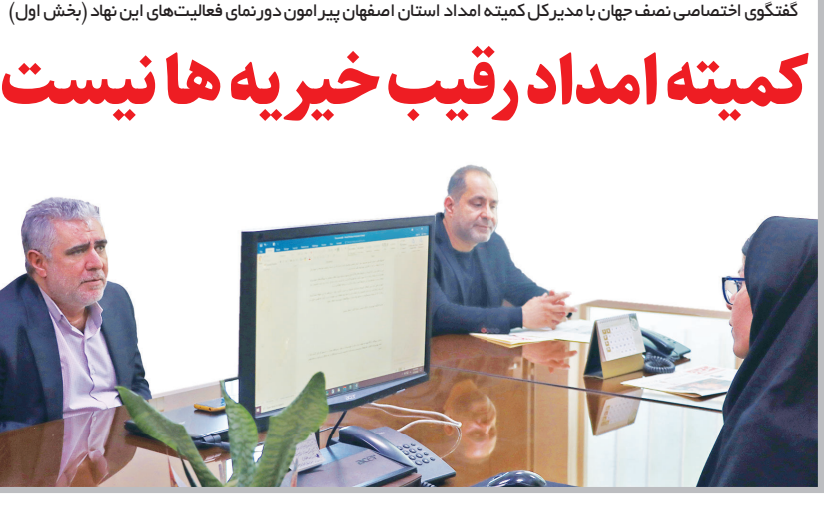 گفتگوی اختصاصی نصف جهان با مدیرکل کمیته امداد استان اصفهان پیرامون دورنمای فعالیت‌های این نهاد (بخش اول)
کمیته امداد رقیب خیریه ها نیست
acer